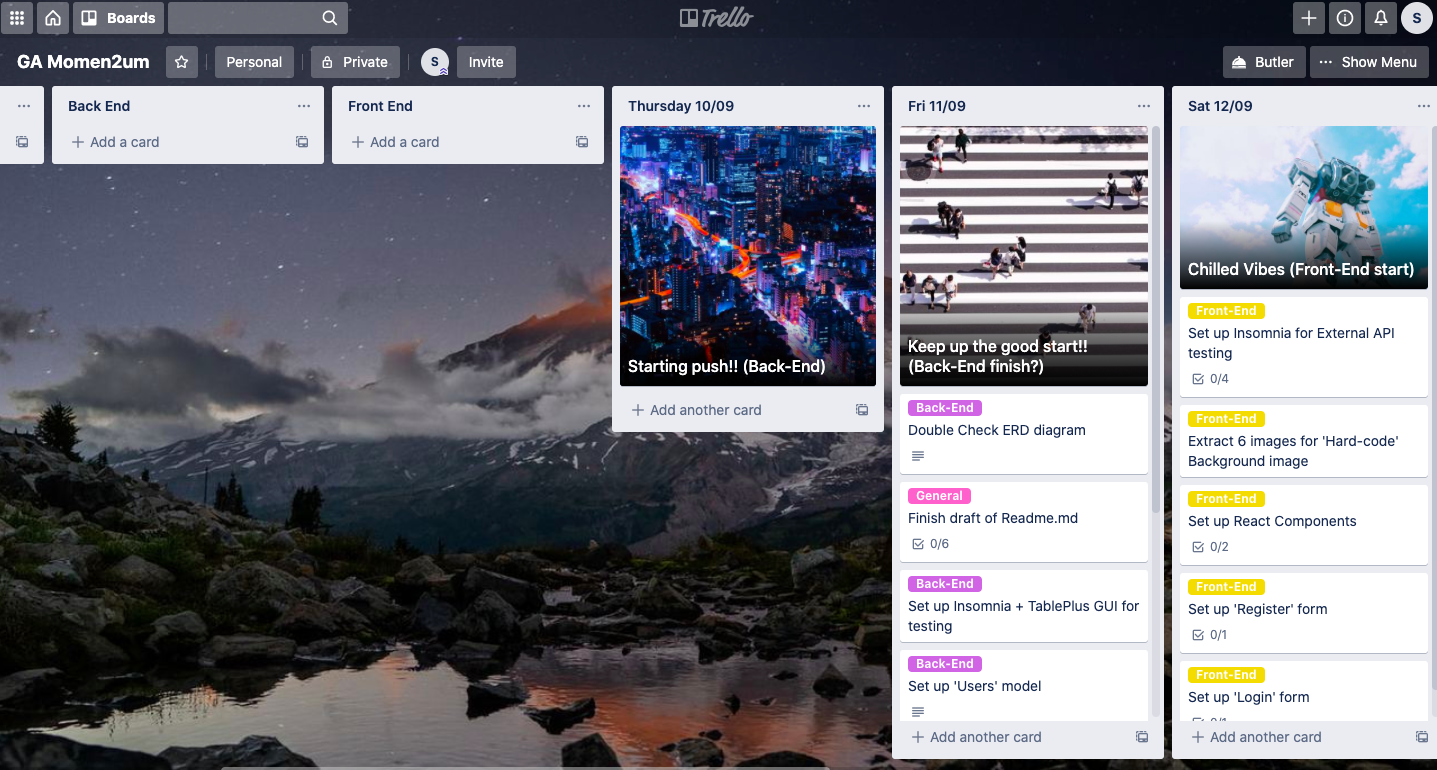 Boards
Trello
S
GA Momen2um
Personal
Private
S
Invite
Butler
Show Menu
Back End
Add a card
Front End
Add a card
Thursday 10/09
Starting push!! (Back-End)
Add another card
Fri 11/09
Keep up the good start!!
(Back-End finish?)
Back-End
Double Check ERD diagram
General
Finish draft of Readme.md
0/6
Back-End
Set up Insomnia + TablePlus GUI for
testing
Back-End
Set up 'Users' model
Add another card
Sat 12/09
Chilled Vibes (Front-End start)
Front-End
Set up Insomnia for External API
testing
0/4
Front-End
Extract 6 images for 'Hard-code'
Background image
Front-End
Set up React Components
0/2
Front-End
Set up 'Register' form
0/1
Front-End
Set up 'Login' form
0/1
Add another card